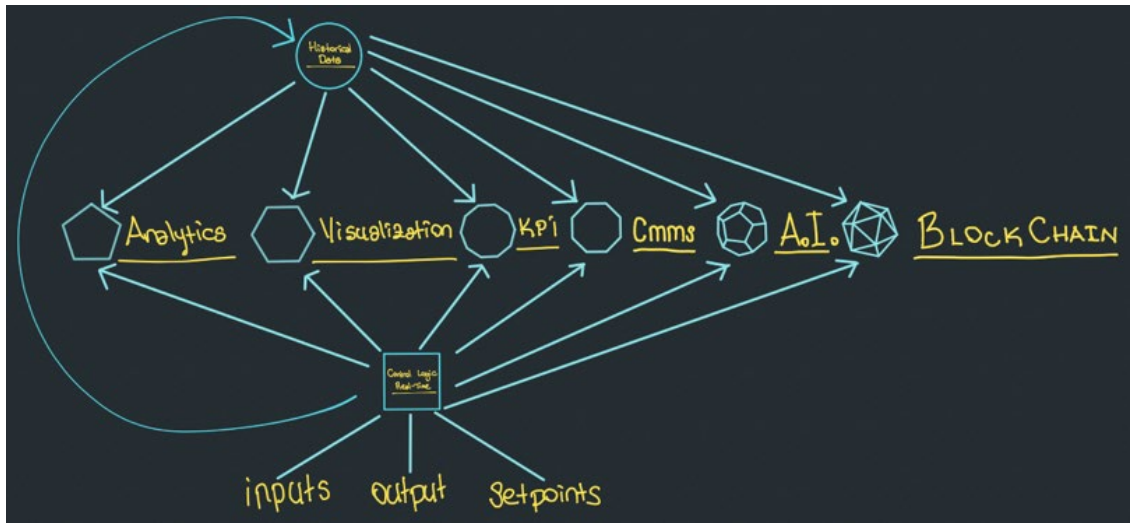 Historical
Data
Analytics
Visualization
KPi
Cmms
A.I.
BLOCKCHAIN
Control Logic
Real-Time
inputs
output
Setpoints